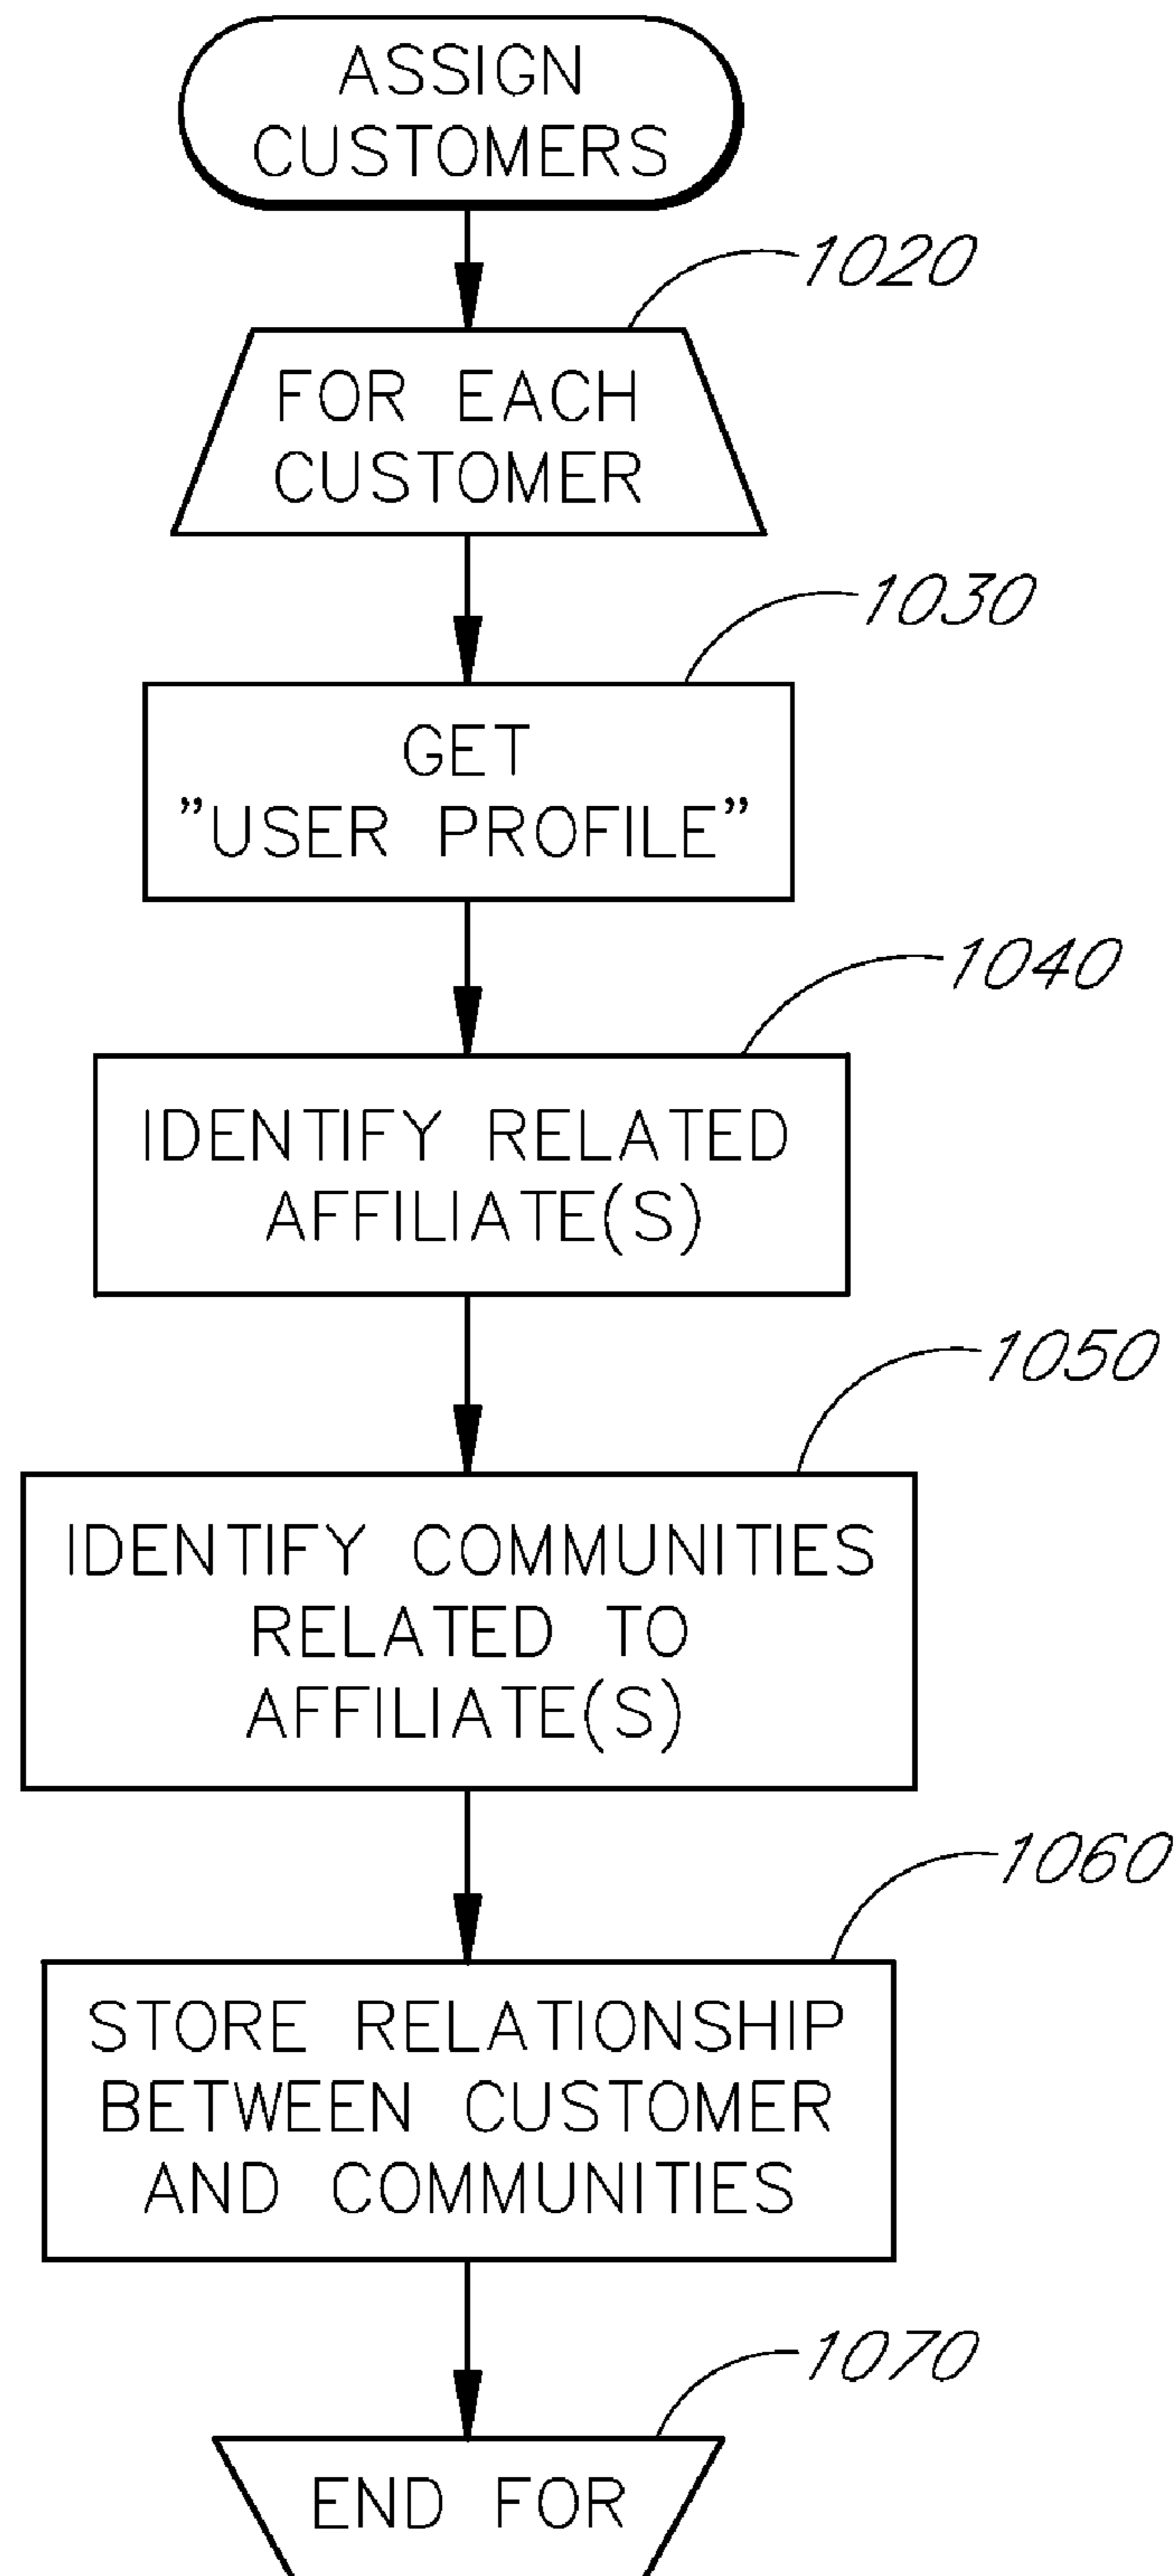 ASSIGN
CUSTOMERS
1020
FOR EACH
CUSTOMER
1030
GET
”USER PROFILE”
1040
IDENTIFY RELATED
AFFILIATE(S)
1050
IDENTIFY COMMUNITIES
RELATED TO
AFFILIATE(S)
1060
STORE RELATIONSHIP
BETWEEN CUSTOMER
AND COMMUNITIES
1070
END FOR